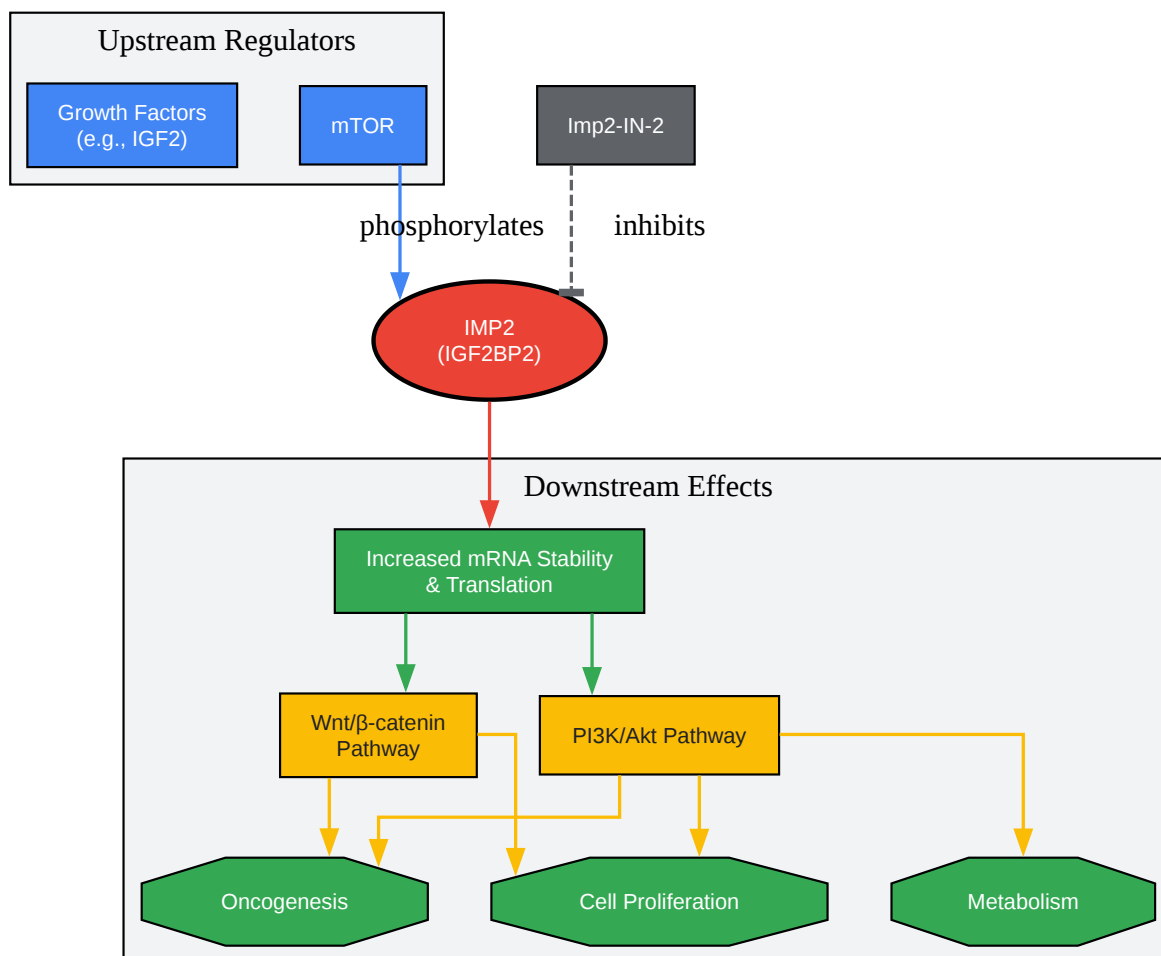 Upstream Regulators
Growth Factors
(e.g., IGF2)
mTOR
Imp2-IN-2
phosphorylates
inhibits
IMP2
(IGF2BP2)
Downstream Effects
Increased mRNA Stability
& Translation
Wnt/β-catenin
Pathway
PI3K/Akt Pathway
Oncogenesis
Cell Proliferation
Metabolism